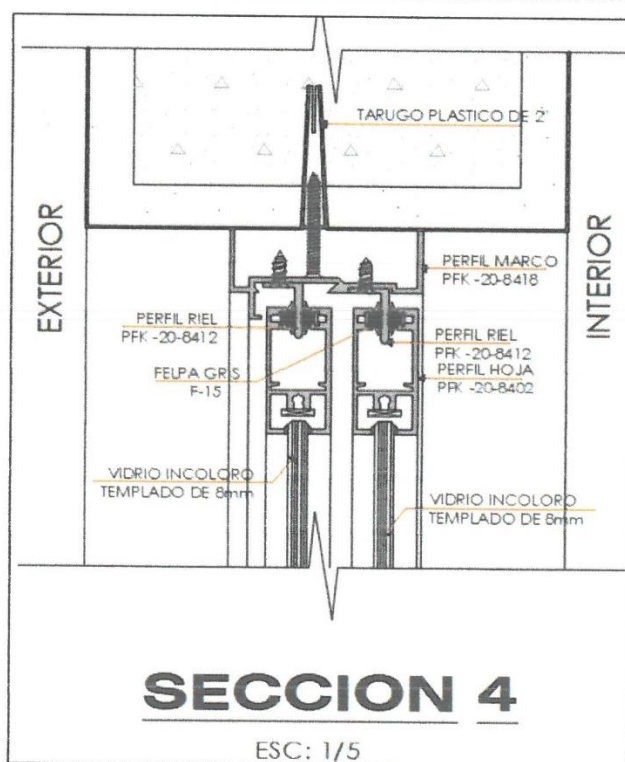 TARUGO PLASTICO DE 2"
EXTERIOR
INTERIOR
PERFIL MARCO
PFK -20-8418
PERFIL RIEL
PFK -20-8412
PERFIL RIEL
PFK -20-8412
FELPA GRIS
F-15
PERFIL HOJA
PFK -20-8402
VIDRIO INCOLORO
TEMPLADO DE 8mm
VIDRIO INCOLORO
TEMPLADO DE 8mm
SECCION 4
ESC: 1/5